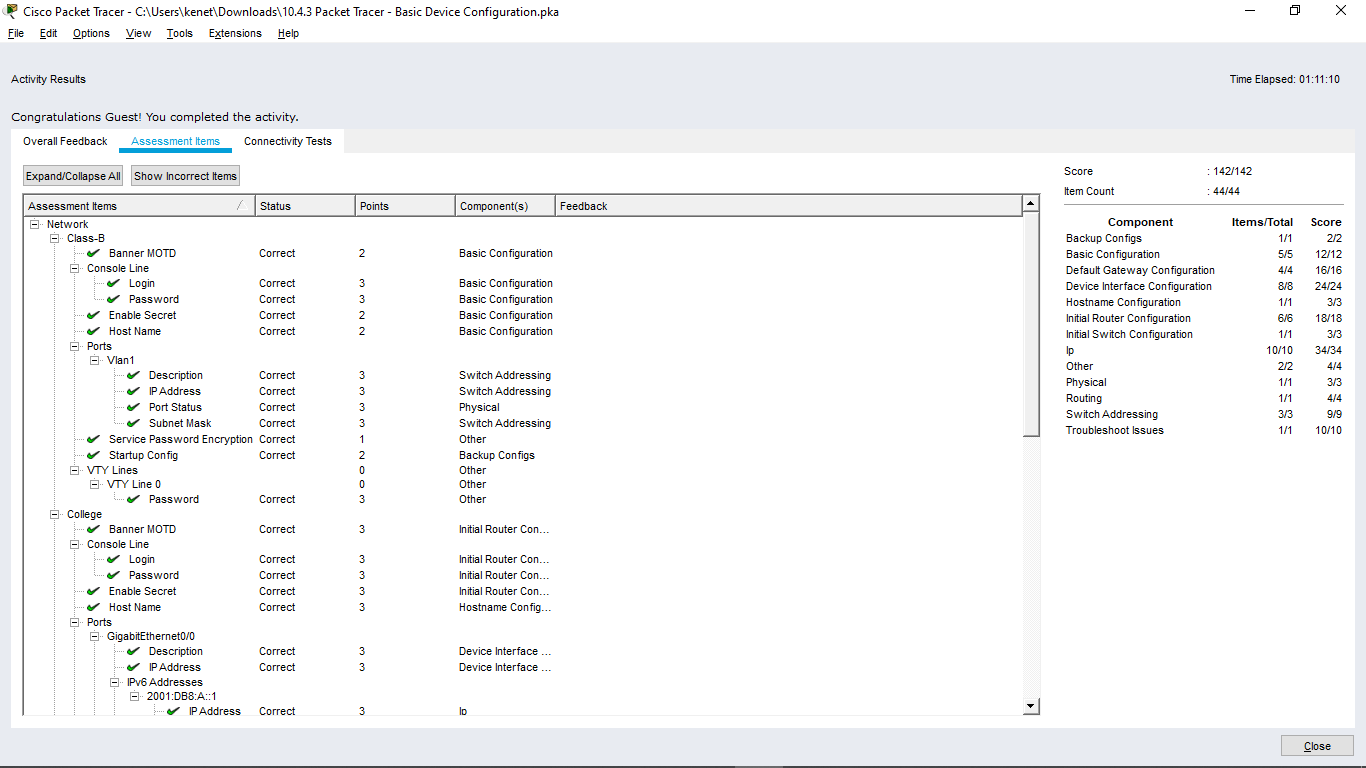 Cisco Packet Tracer - C:\Users\kenet\Downloads\10.4.3 Packet Tracer - Basic Device Configuration.pka
File Edit Options View Tools Extensions Help
Activity Results
Time Elapsed: 01:11:10
Congratulations Guest! You completed the activity.
Overall Feedback Assessment Items Connectivity Tests
Expand/Collapse All Show Incorrect Items
Assessment Items Status Points Component(s) Feedback
Network
Class-B
Banner MOTD Correct 2 Basic Configuration
Console Line
Login Correct 3 Basic Configuration
Password Correct 3 Basic Configuration
Enable Secret Correct 2 Basic Configuration
Host Name Correct 2 Basic Configuration
Ports
Vlan1
Description Correct 3 Switch Addressing
IP Address Correct 3 Switch Addressing
Port Status Correct 3 Physical
Subnet Mask Correct 3 Switch Addressing
Service Password Encryption Correct 1 Other
Startup Config Correct 2 Backup Configs
VTY Lines 0 Other
VTY Line 0 0 Other
Password Correct 3 Other
College
Banner MOTD Correct 3 Initial Router Con...
Console Line
Login Correct 3 Initial Router Con...
Password Correct 3 Initial Router Con...
Enable Secret Correct 3 Initial Router Con...
Host Name Correct 3 Hostname Config...
Ports
GigabitEthernet0/0
Description Correct 3 Device Interface ...
IP Address Correct 3 Device Interface ...
IPv6 Addresses
2001:DB8:A::1
IP Address Correct 3 Ip
Score : 142/142
Item Count : 44/44
Component Items/Total Score
Backup Configs 1/1 2/2
Basic Configuration 5/5 12/12
Default Gateway Configuration 4/4 16/16
Device Interface Configuration 8/8 24/24
Hostname Configuration 1/1 3/3
Initial Router Configuration 6/6 18/18
Initial Switch Configuration 1/1 3/3
Ip 10/10 34/34
Other 2/2 4/4
Physical 1/1 3/3
Routing 1/1 4/4
Switch Addressing 3/3 9/9
Troubleshoot Issues 1/1 10/10
Close